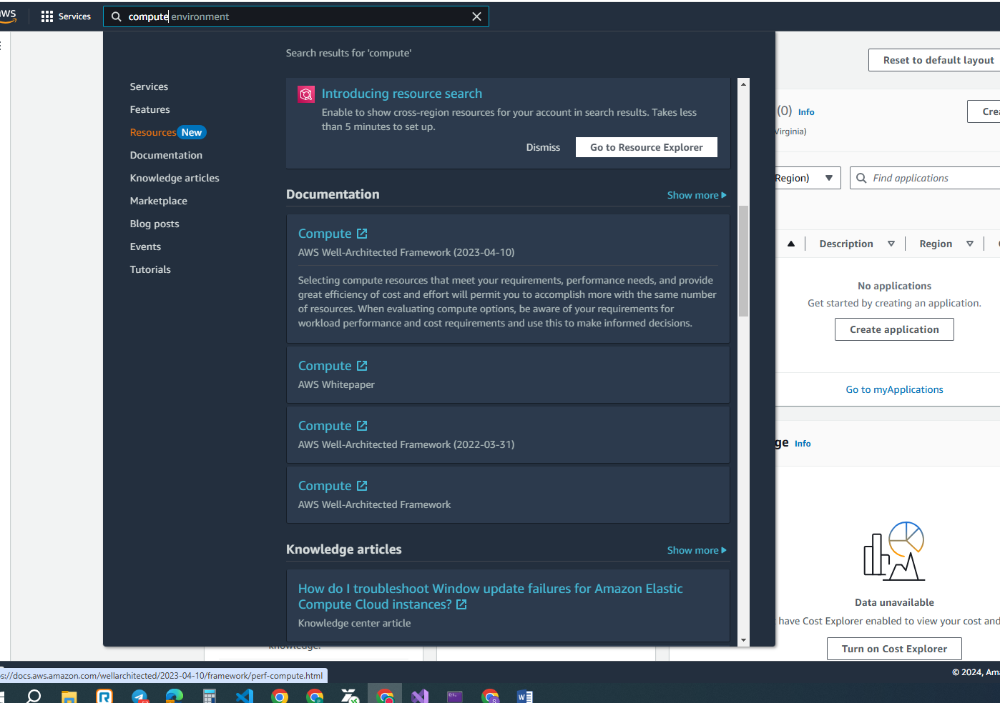 aws
Services
compute environment
Search results for 'compute'
Reset to default layout
Services
Features
Resources New
Documentation
Knowledge articles
Marketplace
Blog posts
Events
Tutorials
Introducing resource search
Enable to show cross-region resources for your account in search results. Takes less
than 5 minutes to set up.
Dismiss
Go to Resource Explorer
Documentation
Show more
Compute
AWS Well-Architected Framework (2023-04-10)
Selecting compute resources that meet your requirements, performance needs, and provide
great efficiency of cost and effort will permit you to accomplish more with the same number
of resources. When evaluating compute options, be aware of your requirements for
workload performance and cost requirements and use this to make informed decisions.
Compute
AWS Whitepaper
Compute
AWS Well-Architected Framework (2022-03-31)
Compute
AWS Well-Architected Framework
Knowledge articles
Show more
How do I troubleshoot Window update failures for Amazon Elastic
Compute Cloud instances?
Knowledge center article
(0) Info
Crea
Virginia)
Region)
Find applications
Description
Region
No applications
Get started by creating an application.
Create application
Go to myApplications
ge Info
Data unavailable
have Cost Explorer enabled to view your cost and
Turn on Cost Explorer
knowledge.
s://docs.aws.amazon.com/wellarchitected/2023-04-10/framework/perf-compute.html
© 2024, Ama